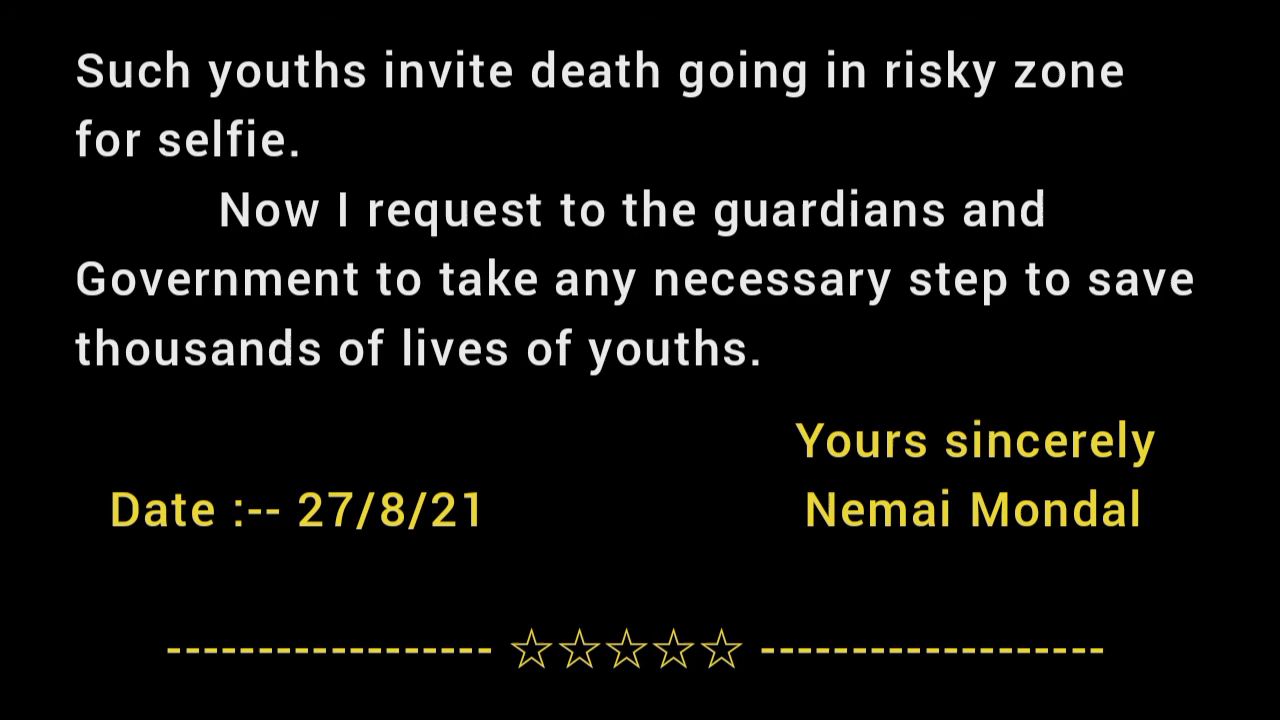 Such youths invite death going in risky zone
for selfie.
Now I request to the guardians and
Government to take any necessary step to save
thousands of lives of youths.
Yours sincerely
Date :-- 27/8/21 Nemai Mondal
------------------ ☆☆☆☆☆ -------------------